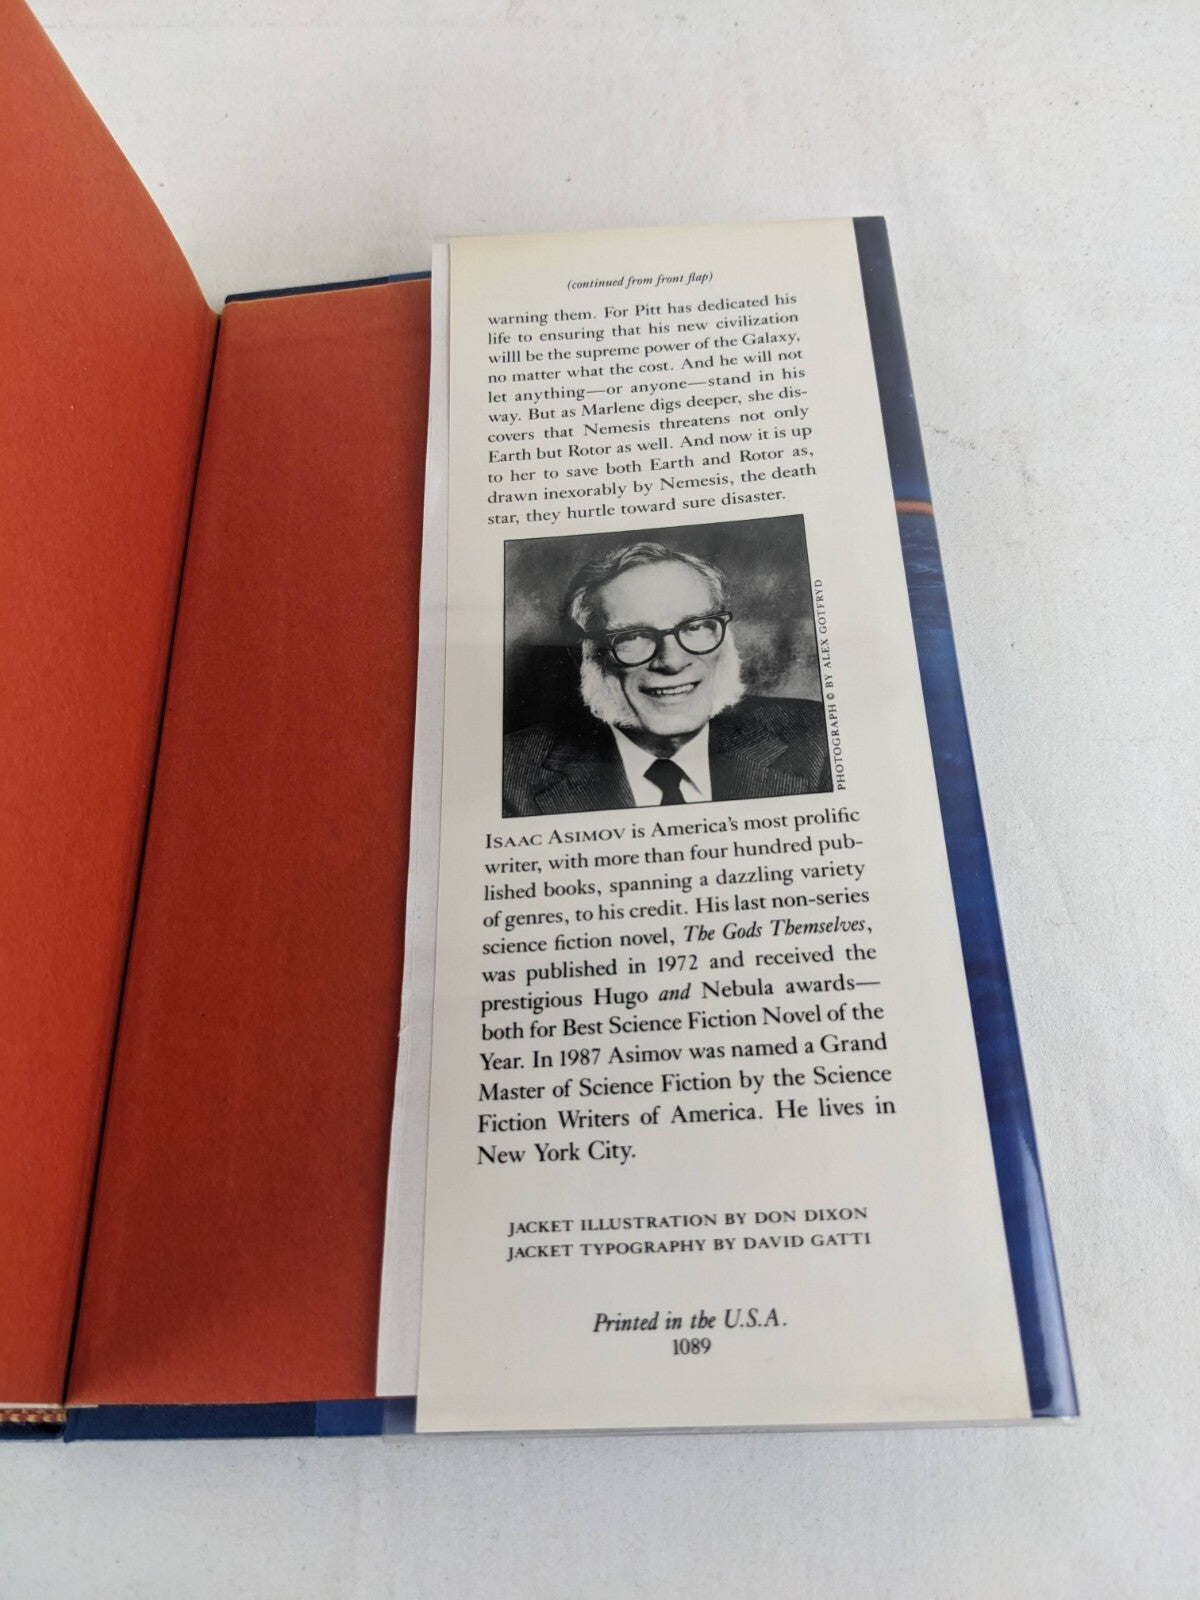 (continued from front flap)
warning them. For Pitt has dedicated his
life to ensuring that his new civilization
willl be the supreme power of the Galaxy,
no matter what the cost. And he will not
let anything—or anyone—stand in his
way. But as Marlene digs deeper, she dis-
covers that Nemesis threatens not only
Earth but Rotor as well. And now it is up
to her to save both Earth and Rotor as,
drawn inexorably by Nemesis, the death
star, they hurtle toward sure disaster.
PHOTOGRAPH © BY ALEX GOTFRYD
ISAAC ASIMOV is America's most prolific
writer, with more than four hundred pub-
lished books, spanning a dazzling variety
of genres, to his credit. His last non-series
science fiction novel, The Gods Themselves,
was published in 1972 and received the
prestigious Hugo and Nebula awards—
both for Best Science Fiction Novel of the
Year. In 1987 Asimov was named a Grand
Master of Science Fiction by the Science
Fiction Writers of America. He lives in
New York City.
JACKET ILLUSTRATION BY DON DIXON
JACKET TYPOGRAPHY BY DAVID GATTI
Printed in the U.S.A.
1089